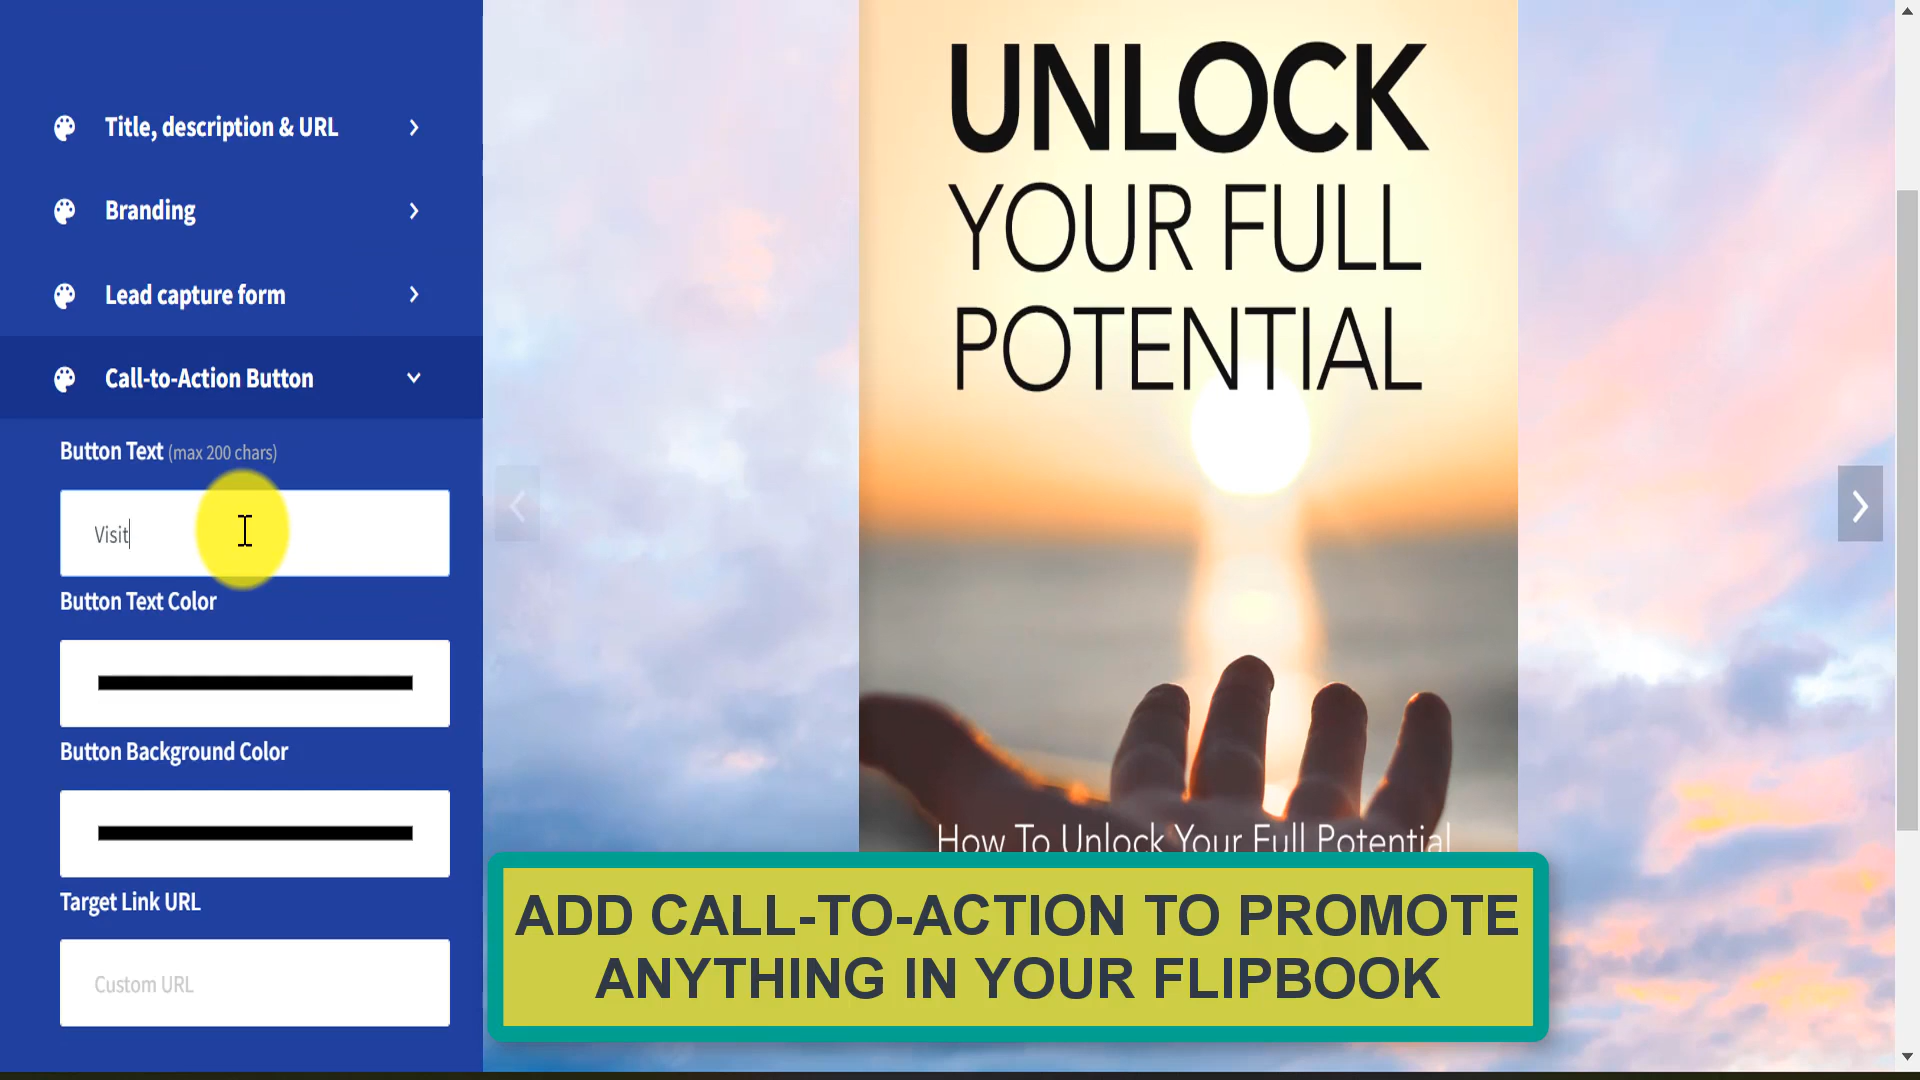 Title, description & URL
Branding
Lead capture form
Call-to-Action Button
Button Text (max 200 chars)
Visit
Button Text Color
Button Background Color
Target Link URL
Custom URL
UNLOCK
YOUR FULL
POTENTIAL
How To Unlock Your Full Potential
ADD CALL-TO-ACTION TO PROMOTE
ANYTHING IN YOUR FLIPBOOK